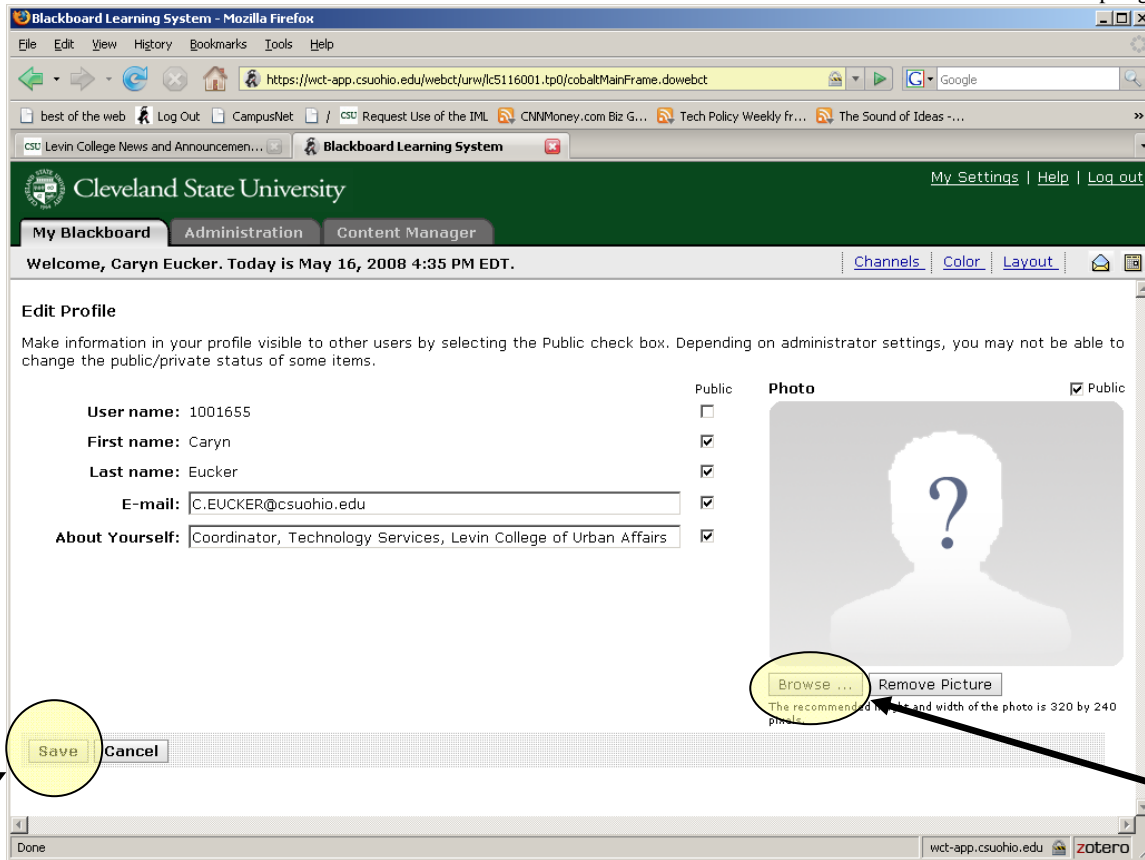 Blackboard Learning System - Mozilla Firefox
File Edit View History Bookmarks Tools Help
https://wct-app.csuohio.edu/webct/urw/lc5116001.tp0/cobaltMainFrame.dowebct
G Google
best of the web Log Out CampusNet / CSU Request Use of the IML CNNMoney.com Biz G... Tech Policy Weekly fr... The Sound of Ideas -... »
CSU Levin College News and Announcemen... Blackboard Learning System
Cleveland State University My Settings | Help | Log out
My Blackboard Administration Content Manager
Welcome, Caryn Eucker. Today is May 16, 2008 4:35 PM EDT. Channels Color Layout
Edit Profile
Make information in your profile visible to other users by selecting the Public check box. Depending on administrator settings, you may not be able to
change the public/private status of some items.
Public Photo Public
User name: 1001655
First name: Caryn
Last name: Eucker
E-mail: C.EUCKER@csuohio.edu
About Yourself: Coordinator, Technology Services, Levin College of Urban Affairs
?
Browse ... Remove Picture
The recommended height and width of the photo is 320 by 240
pixels.
Save Cancel
Done wct-app.csuohio.edu zotero